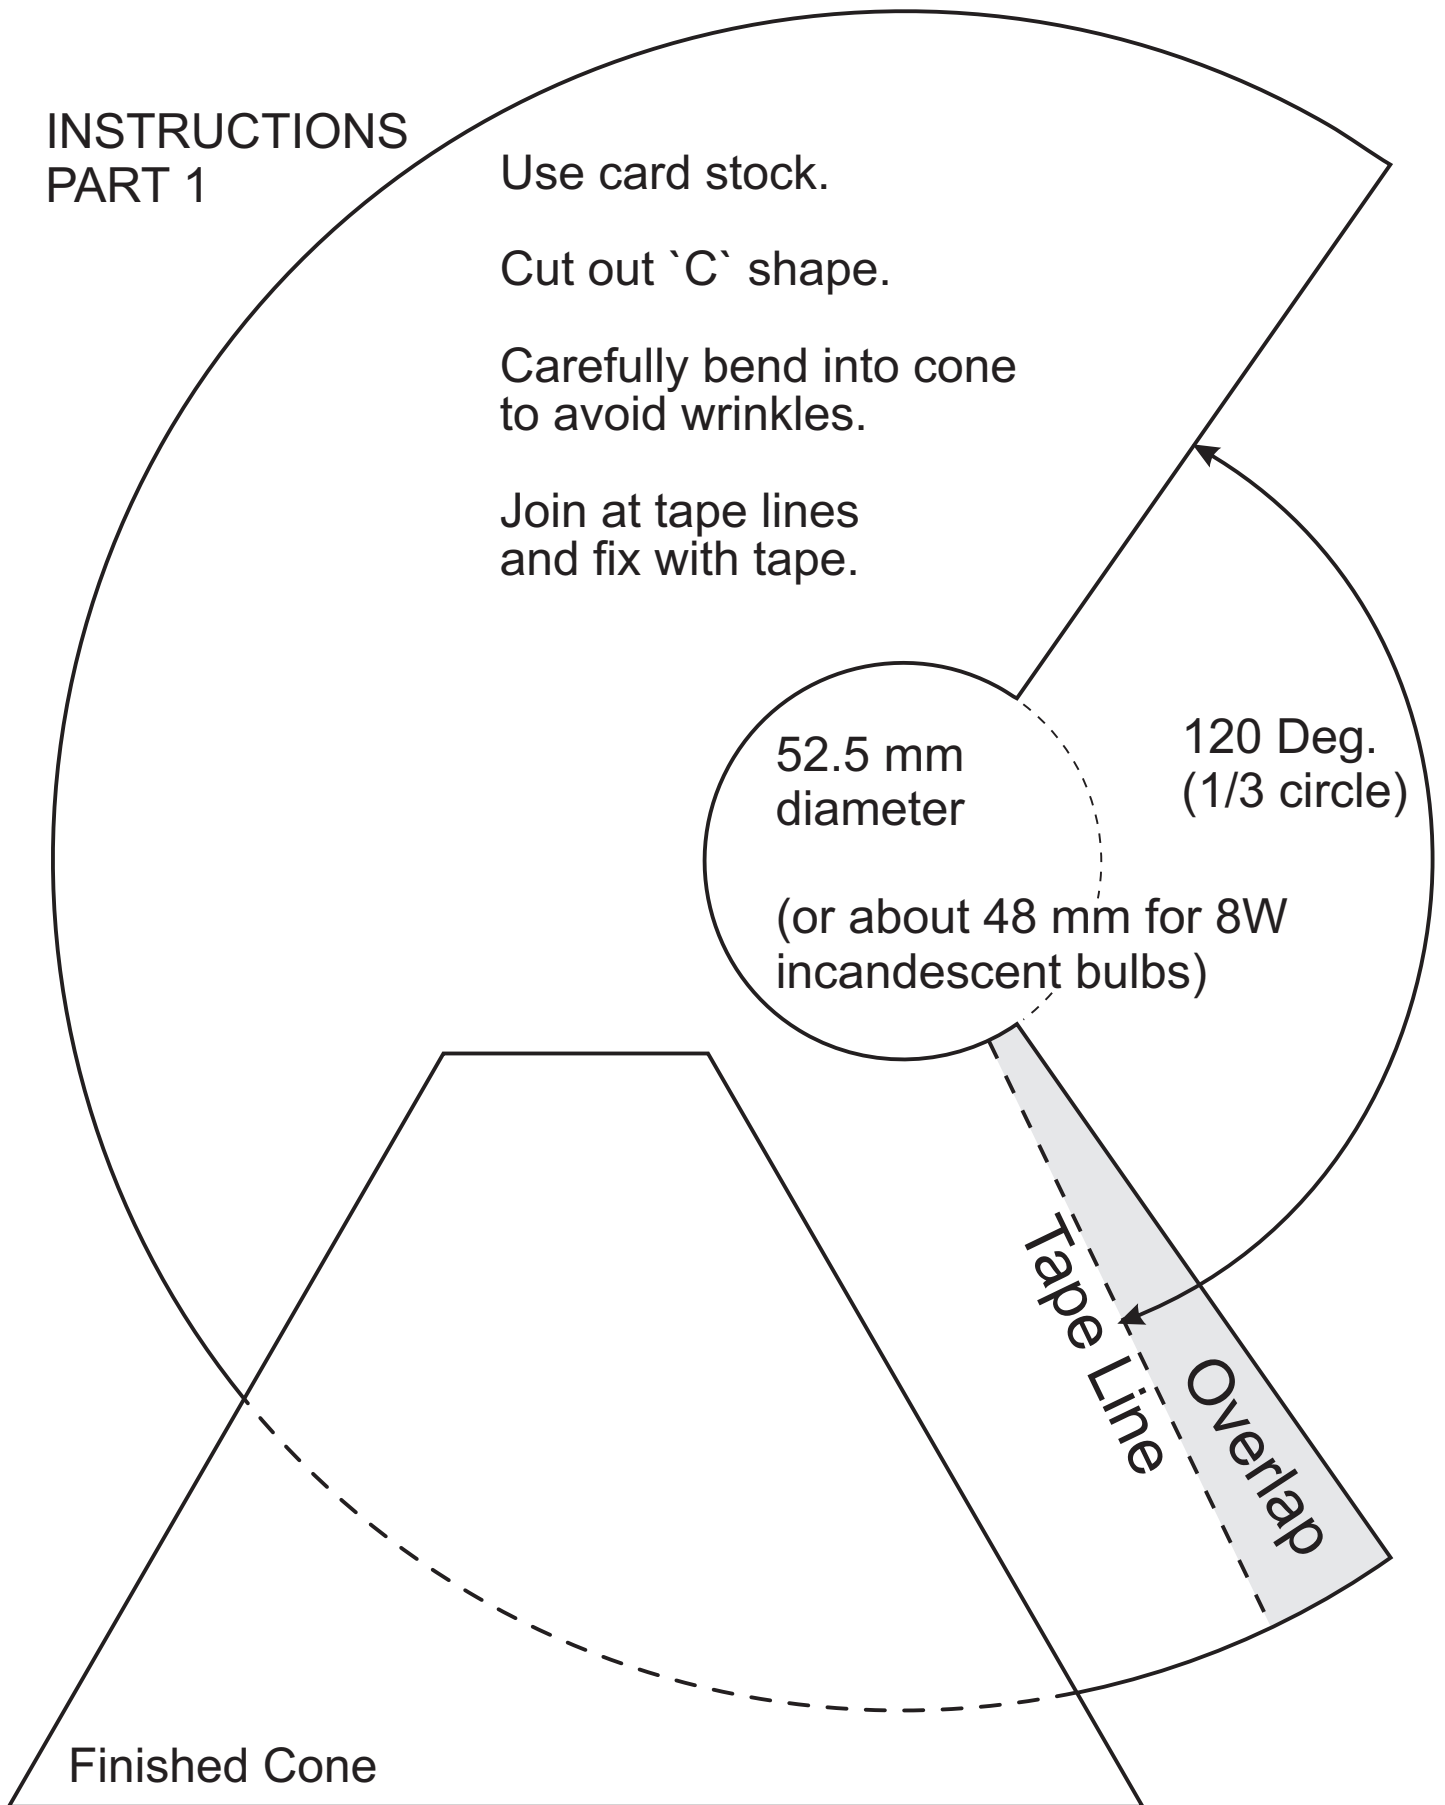 INSTRUCTIONS
PART 1
Use card stock.
Cut out `C` shape.
Carefully bend into cone
to avoid wrinkles.
Join at tape lines
and fix with tape.
52.5 mm
diameter
(or about 48 mm for 8W
incandescent bulbs)
120 Deg.
(1/3 circle)
Tape Line
Overlap
Finished Cone